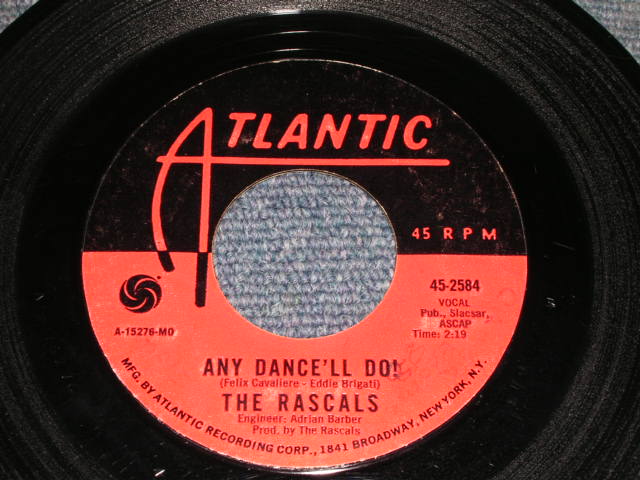 ATLANTIC
45 RPM
45-2584
VOCAL
Pub., Slacsar,
ASCAP
Time: 2:19
A-15276-MO
ANY DANCE'LL DO!
(Felix Cavaliere - Eddie Brigati)
THE RASCALS
Engineer: Adrian Barber
Prod. by The Rascals
MFG. BY ATLANTIC RECORDING CORP., 1841 BROADWAY, NEW YORK, N.Y.